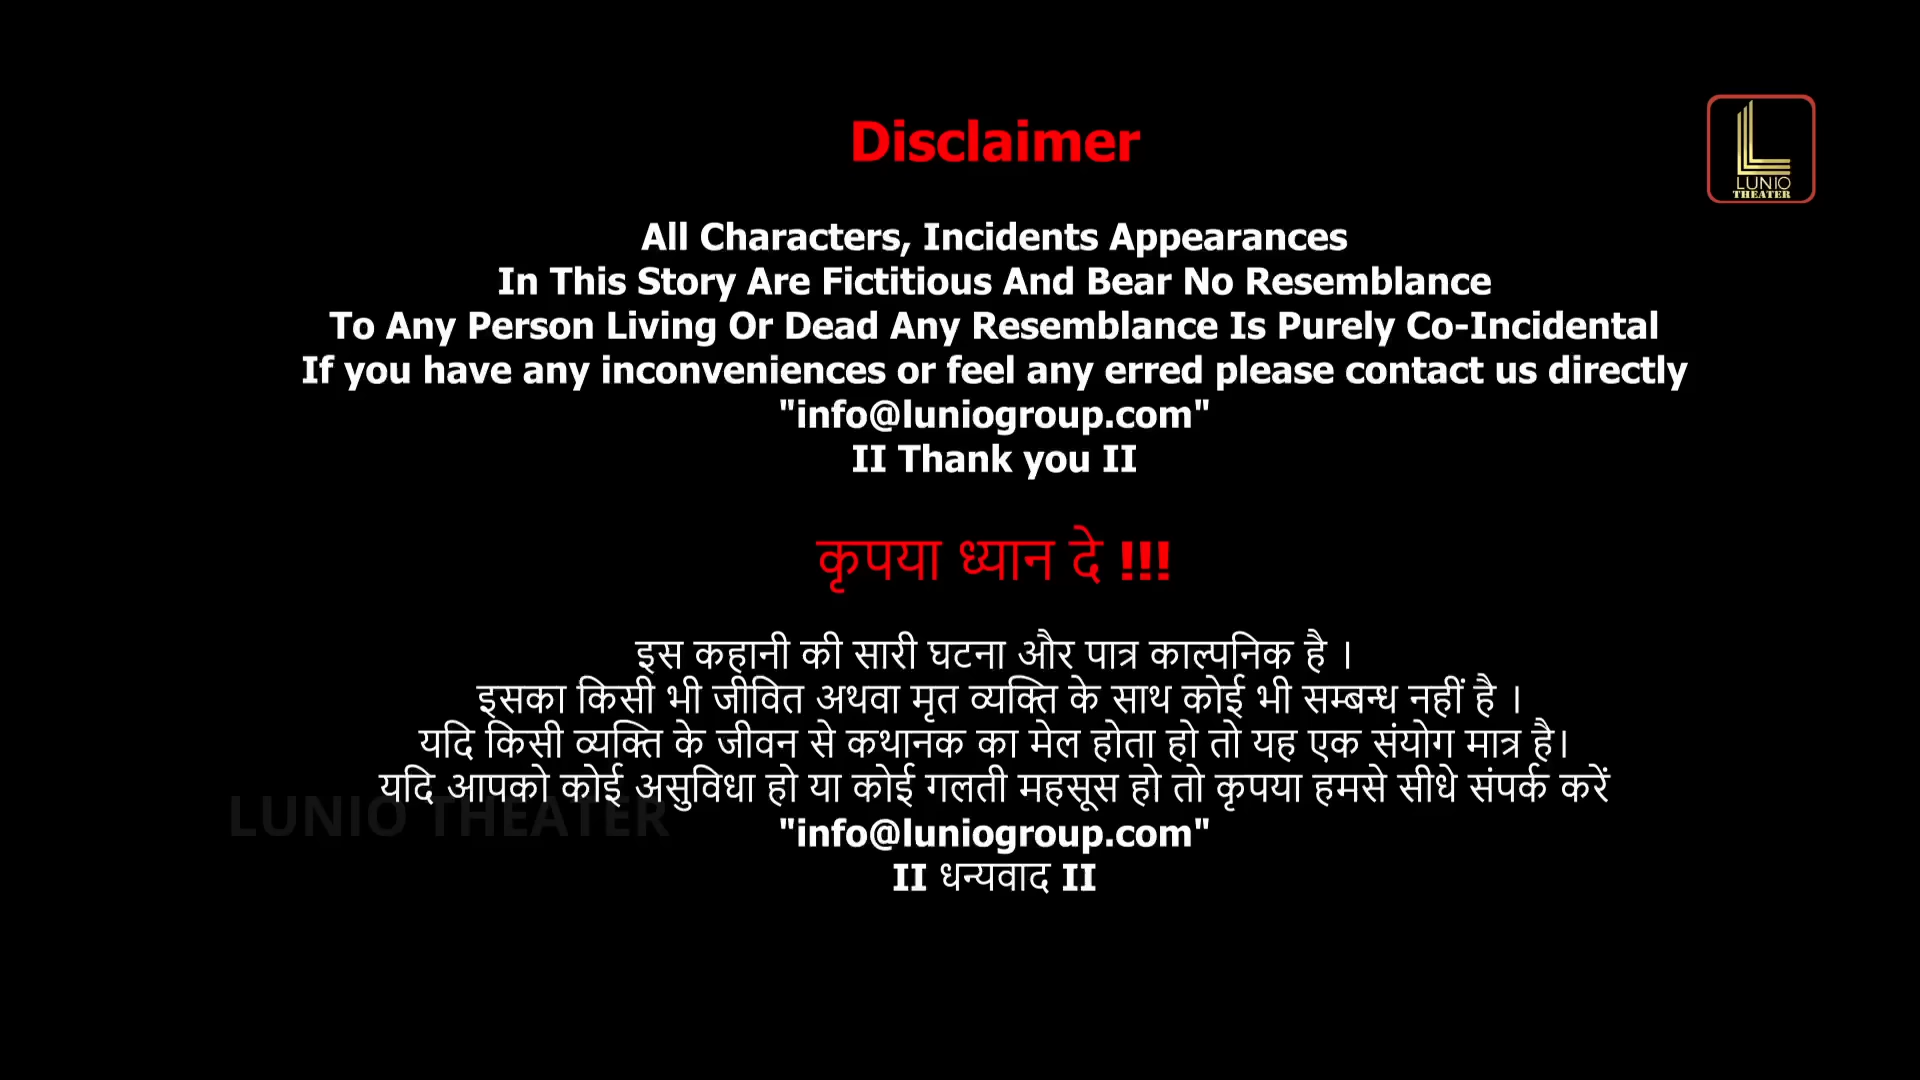 Disclaimer
LUNIO
THEATER
All Characters, Incidents Appearances
In This Story Are Fictitious And Bear No Resemblance
To Any Person Living Or Dead Any Resemblance Is Purely Co-Incidental
If you have any inconveniences or feel any erred please contact us directly
"info@luniogroup.com"
II Thank you II
कृपया ध्यान दे !!!
इस कहानी की सारी घटना और पात्र काल्पनिक है ।
इसका किसी भी जीवित अथवा मृत व्यक्ति के साथ कोई भी सम्बन्ध नहीं है ।
यदि किसी व्यक्ति के जीवन से कथानक का मेल होता हो तो यह एक संयोग मात्र है।
यदि आपको कोई असुविधा हो या कोई गलती महसूस हो तो कृपया हमसे सीधे संपर्क करें
LUNIO THEATER
"info@luniogroup.com"
II धन्यवाद II